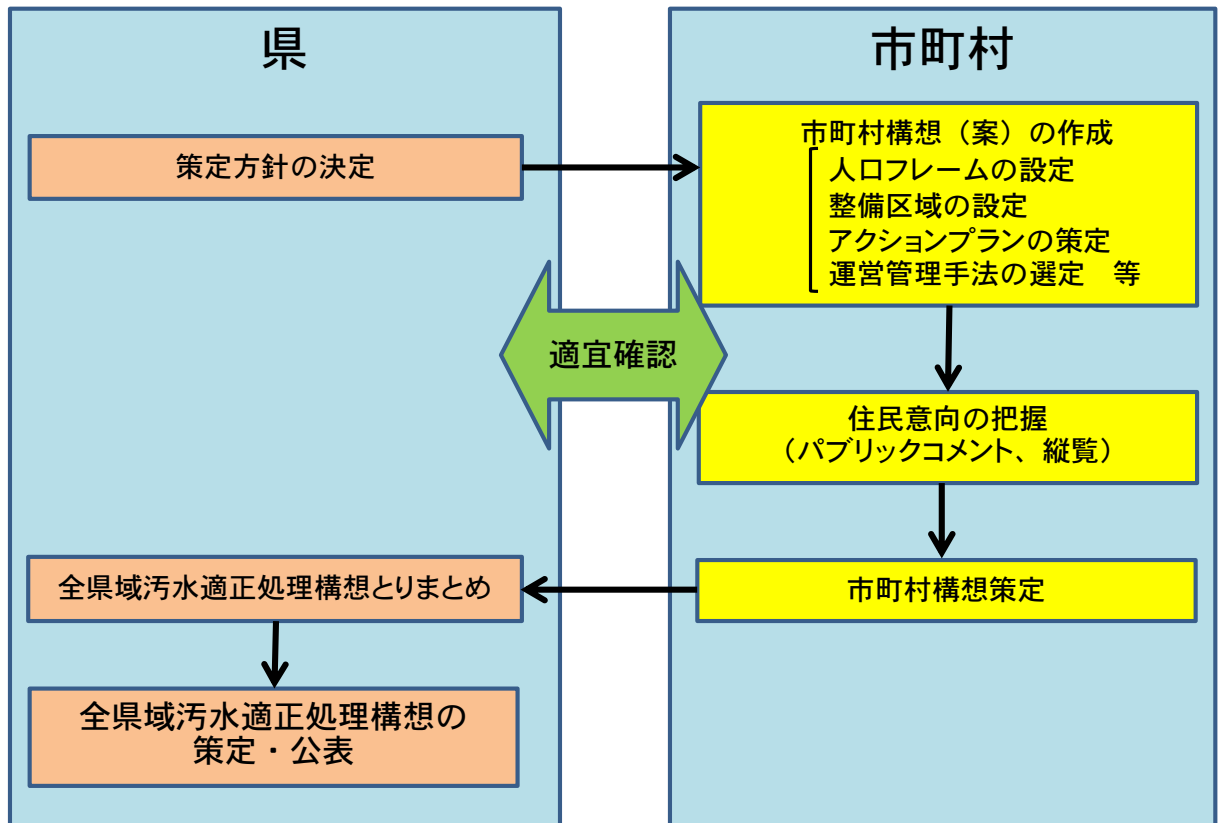 県
策定方針の決定
市町村
市町村構想（案）の作成
人口フレームの設定
整備区域の設定
アクションプランの策定
運営管理手法の選定　等
適宜確認
住民意向の把握
（パブリックコメント、縦覧）
市町村構想策定
全県域汚水適正処理構想とりまとめ
全県域汚水適正処理構想の
策定・公表